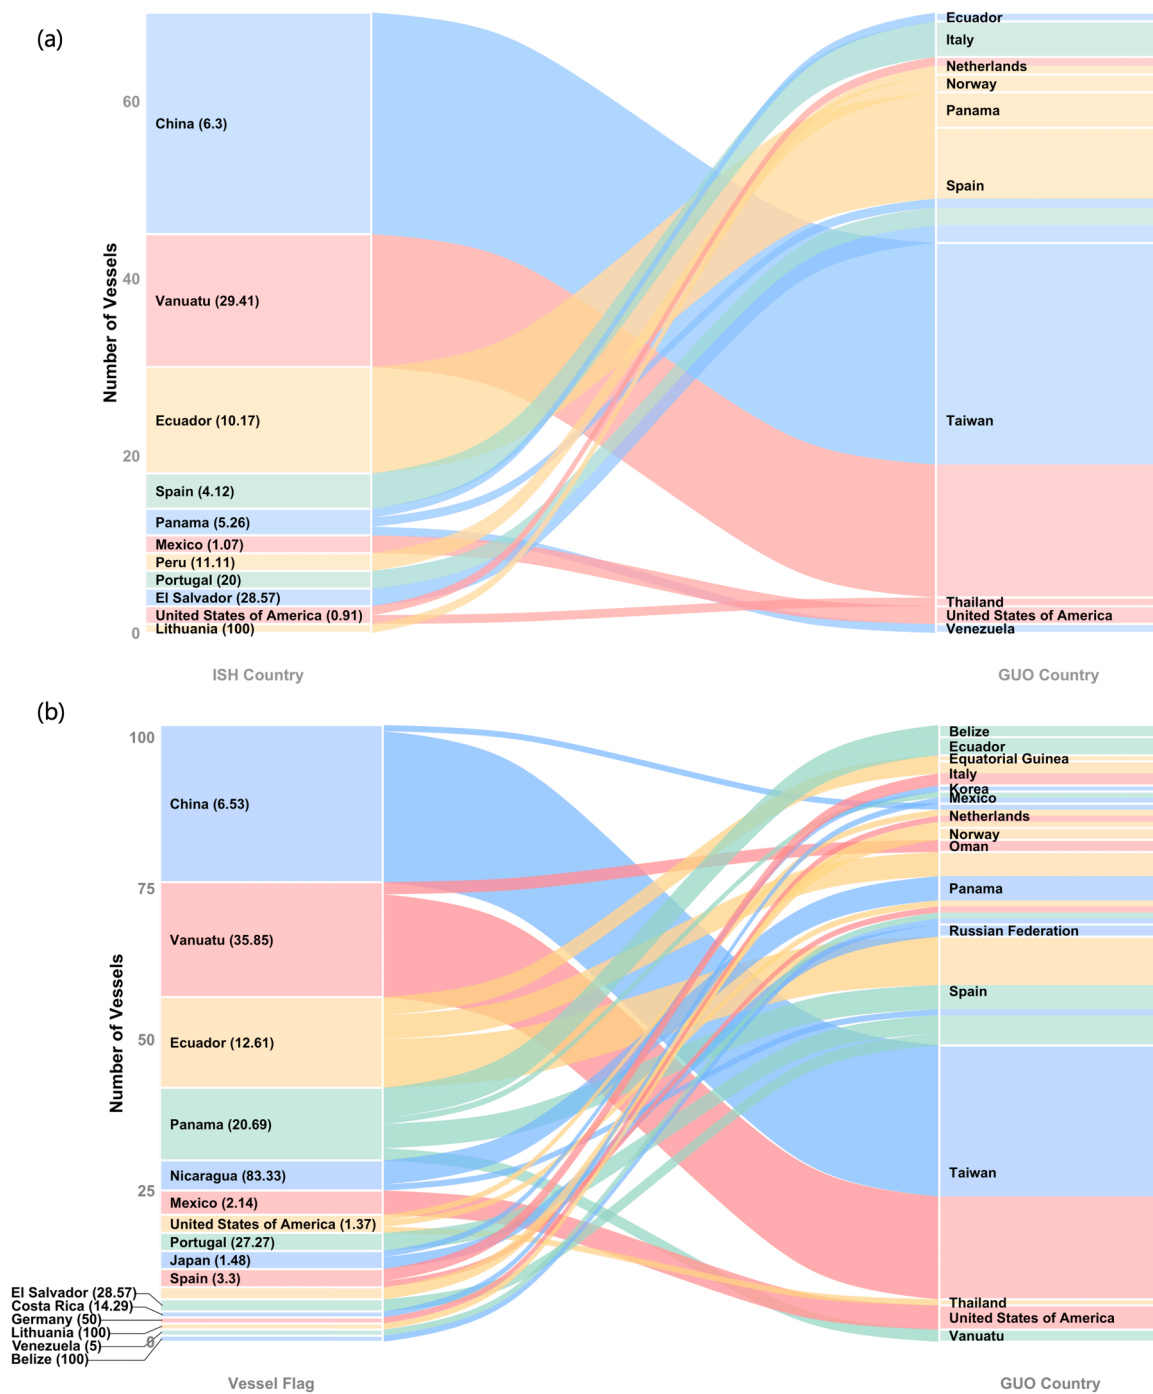 (a)
60
40
20
0
Number of Vessels
China (6.3)
Vanuatu (29.41)
Ecuador (10.17)
Spain (4.12)
Panama (5.26)
Mexico (1.07)
Peru (11.11)
Portugal (20)
El Salvador (28.57)
United States of America (0.91)
Lithuania (100)
Ecuador
Italy
Netherlands
Norway
Panama
Spain
Taiwan
Thailand
United States of America
Venezuela
ISH Country
GUO Country
(b)
100
75
50
25
0
Number of Vessels
China (6.53)
Vanuatu (35.85)
Ecuador (12.61)
Panama (20.69)
Nicaragua (83.33)
Mexico (2.14)
United States of America (1.37)
Portugal (27.27)
Japan (1.48)
Spain (3.3)
El Salvador (28.57)
Costa Rica (14.29)
Germany (50)
Lithuania (100)
Venezuela (5)
Belize (100)
Belize
Ecuador
Equatorial Guinea
Italy
Korea
Mexico
Netherlands
Norway
Oman
Panama
Russian Federation
Spain
Taiwan
Thailand
United States of America
Vanuatu
Vessel Flag
GUO Country